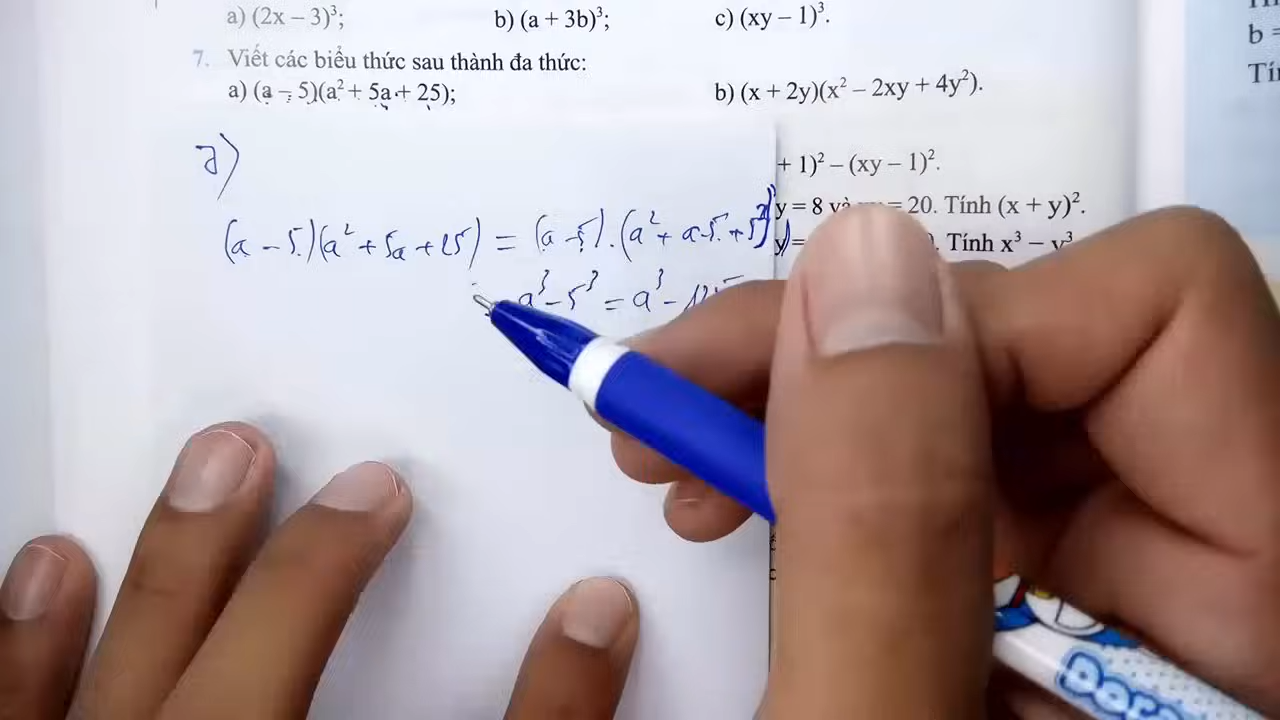 a) (2x – 3)³; b) (a + 3b)³; c) (xy – 1)³.
7. Viết các biểu thức sau thành đa thức:
a) (a – 5)(a² + 5a + 25); b) (x + 2y)(x² – 2xy + 4y²).
a)
+ 1)² – (xy – 1)².
y = 8 và = 20. Tính (x + y)².
(a – 5)(a² + 5a + 25) = (a – 5).(a² + a.5 + 5²)
y = Tính x³ – y³
a³ – 5³ = a³ –
b =